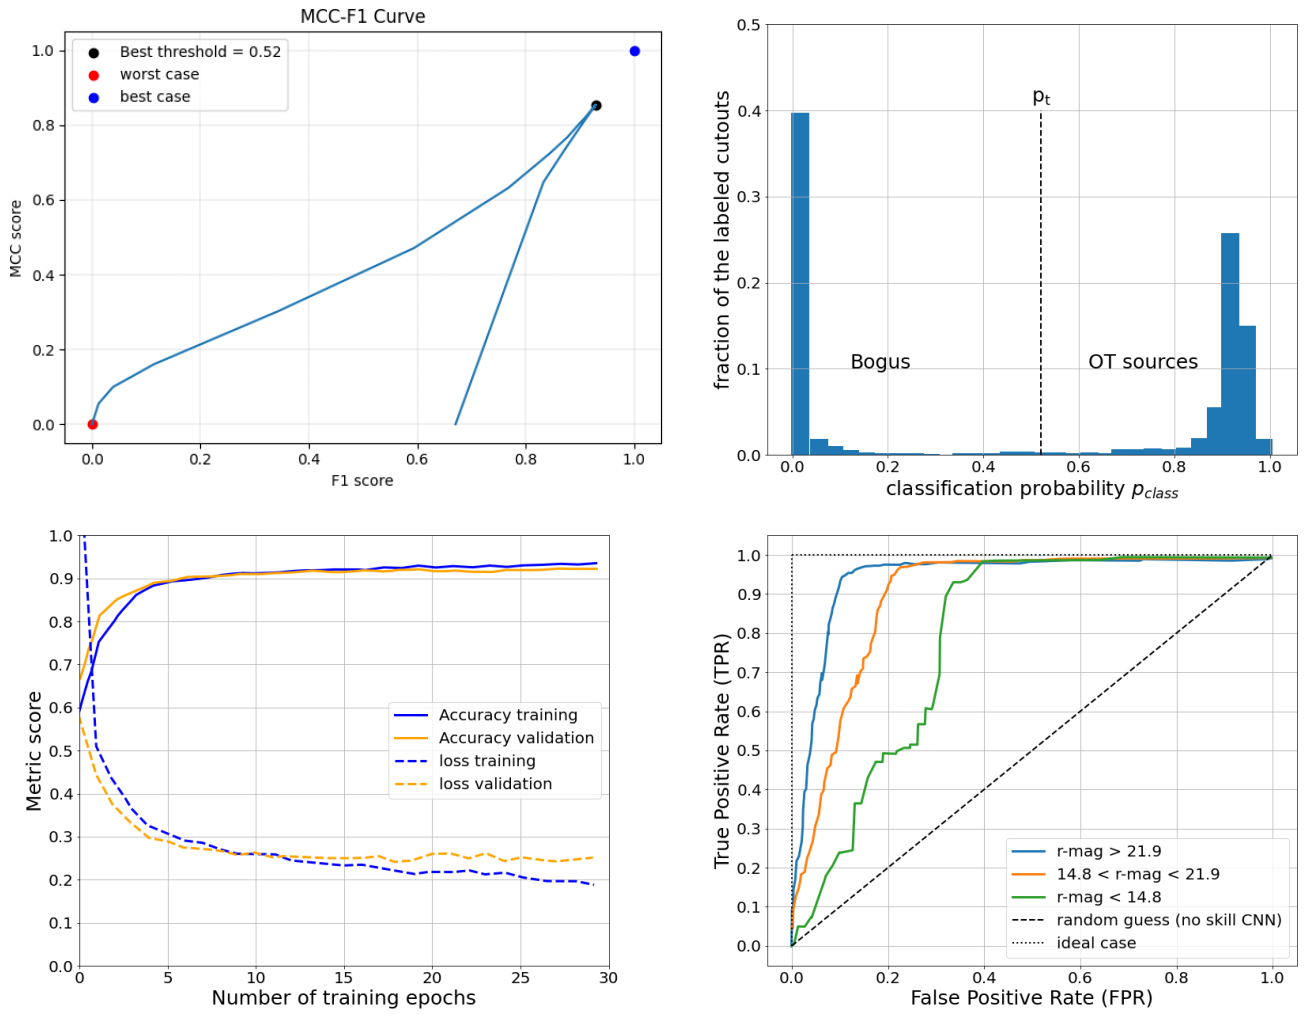 MCC-F1 Curve
Best threshold = 0.52
worst case
best case
1.0
0.8
0.6
0.4
0.2
0.0
MCC score
0.0 0.2 0.4 0.6 0.8 1.0
F1 score
0.5
0.4
0.3
0.2
0.1
0.0
fraction of the labeled cutouts
pt
Bogus
OT sources
0.0 0.2 0.4 0.6 0.8 1.0
classification probability pclass
1.0
0.9
0.8
0.7
0.6
0.5
0.4
0.3
0.2
0.1
0.0
Metric score
Accuracy training
Accuracy validation
loss training
loss validation
0 5 10 15 20 25 30
Number of training epochs
1.0
0.9
0.8
0.7
0.6
0.5
0.4
0.3
0.2
0.1
0.0
True Positive Rate (TPR)
r-mag > 21.9
14.8 < r-mag < 21.9
r-mag < 14.8
random guess (no skill CNN)
ideal case
0.0 0.2 0.4 0.6 0.8 1.0
False Positive Rate (FPR)